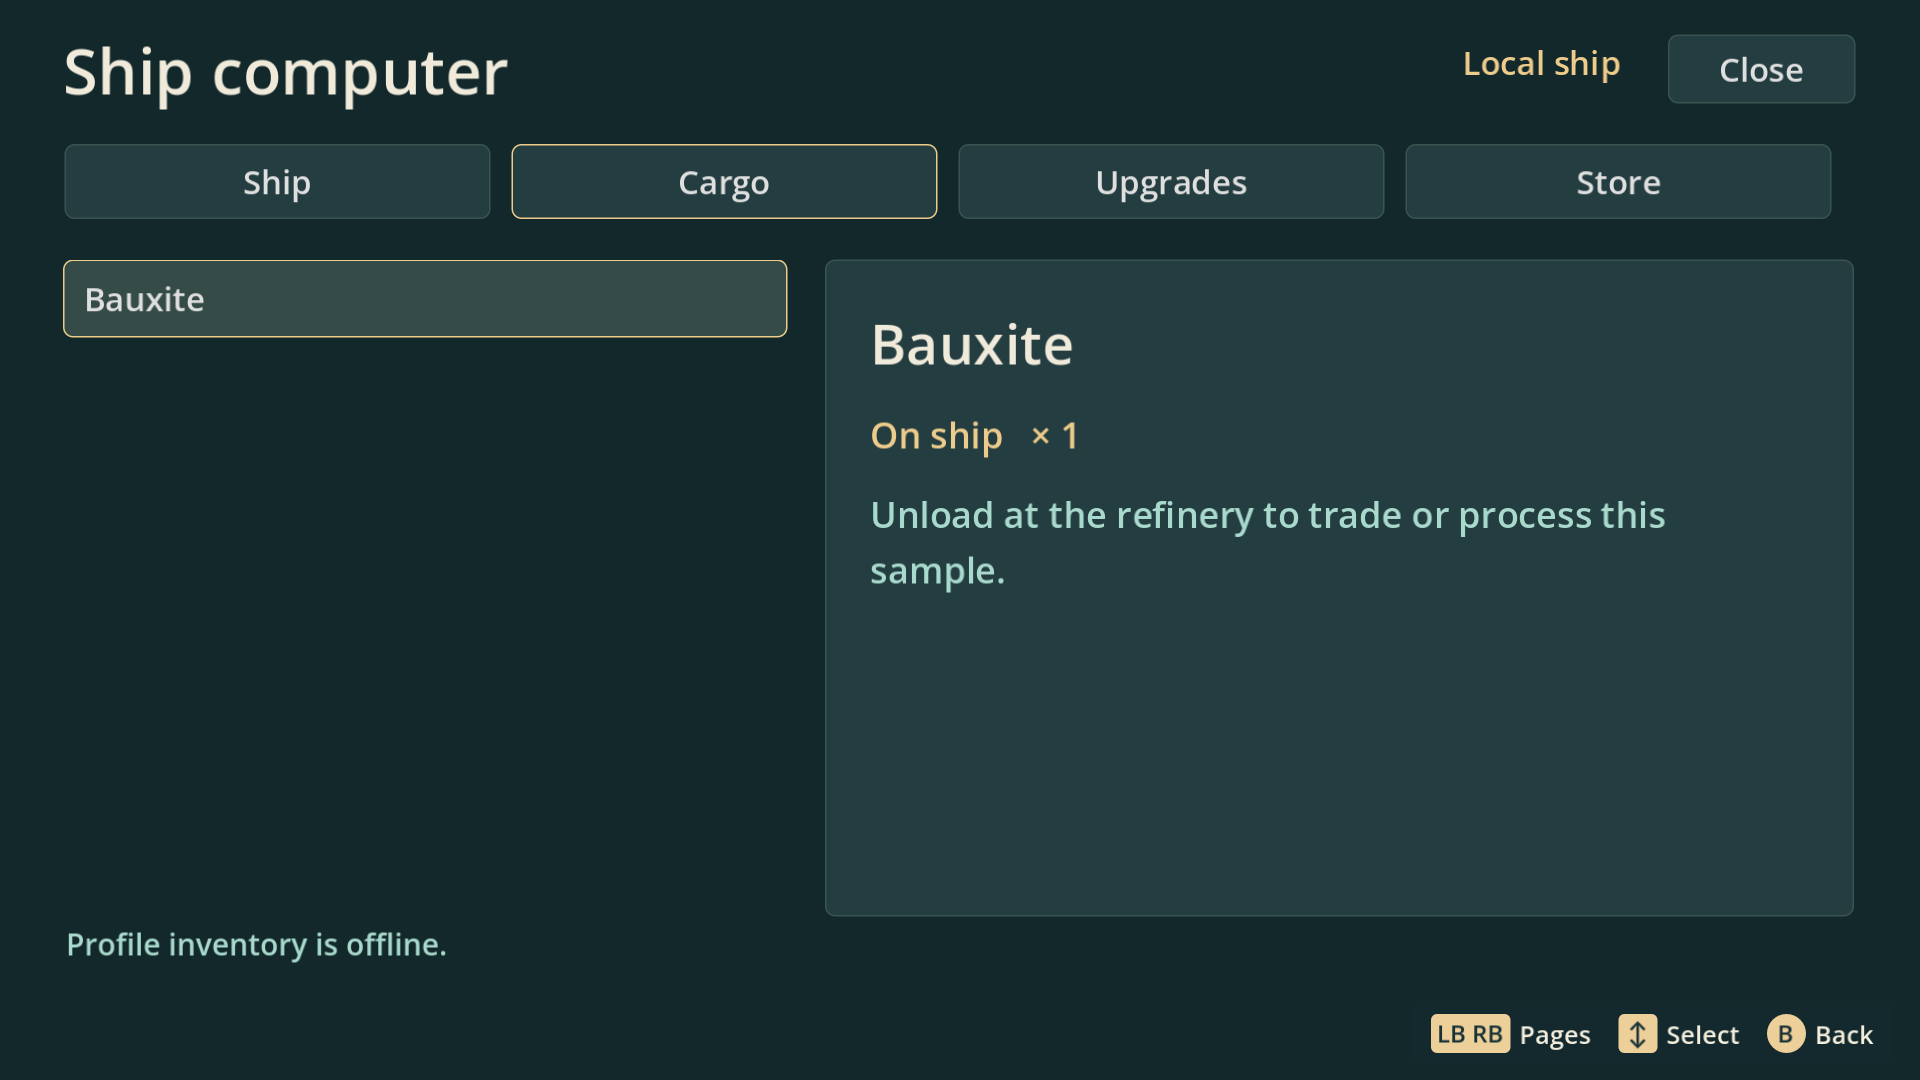 Ship computer
Local ship
Close
Ship
Cargo
Upgrades
Store
Bauxite
Bauxite
On ship × 1
Unload at the refinery to trade or process this
sample.
Profile inventory is offline.
LB RB Pages
Select
B Back